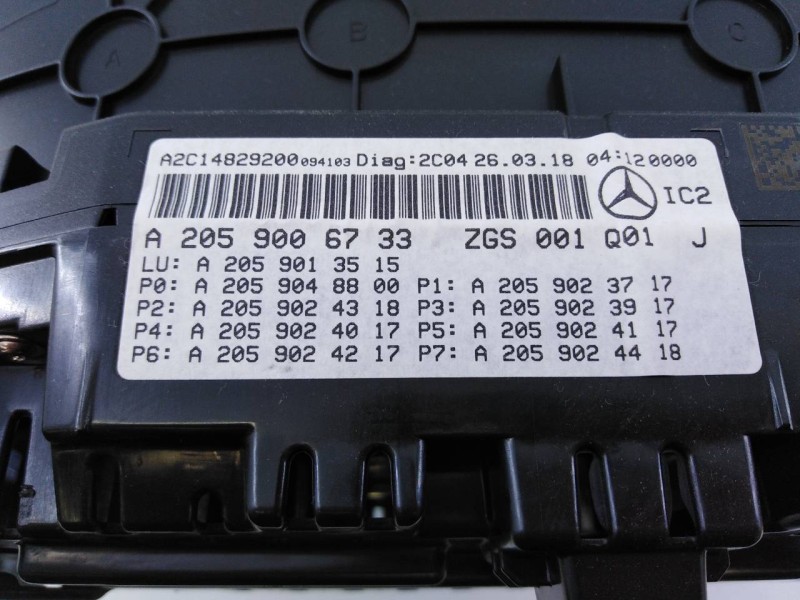 A B C
A2C14829200094103 Diag:2C04 26.03.18 04:120000
IC2
A 205 900 67 33 ZGS 001 Q01 J
LU: A 205 901 35 15
P0: A 205 904 88 00 P1: A 205 902 37 17
P2: A 205 902 43 18 P3: A 205 902 39 17
P4: A 205 902 40 17 P5: A 205 902 41 17
P6: A 205 902 42 17 P7: A 205 902 44 18